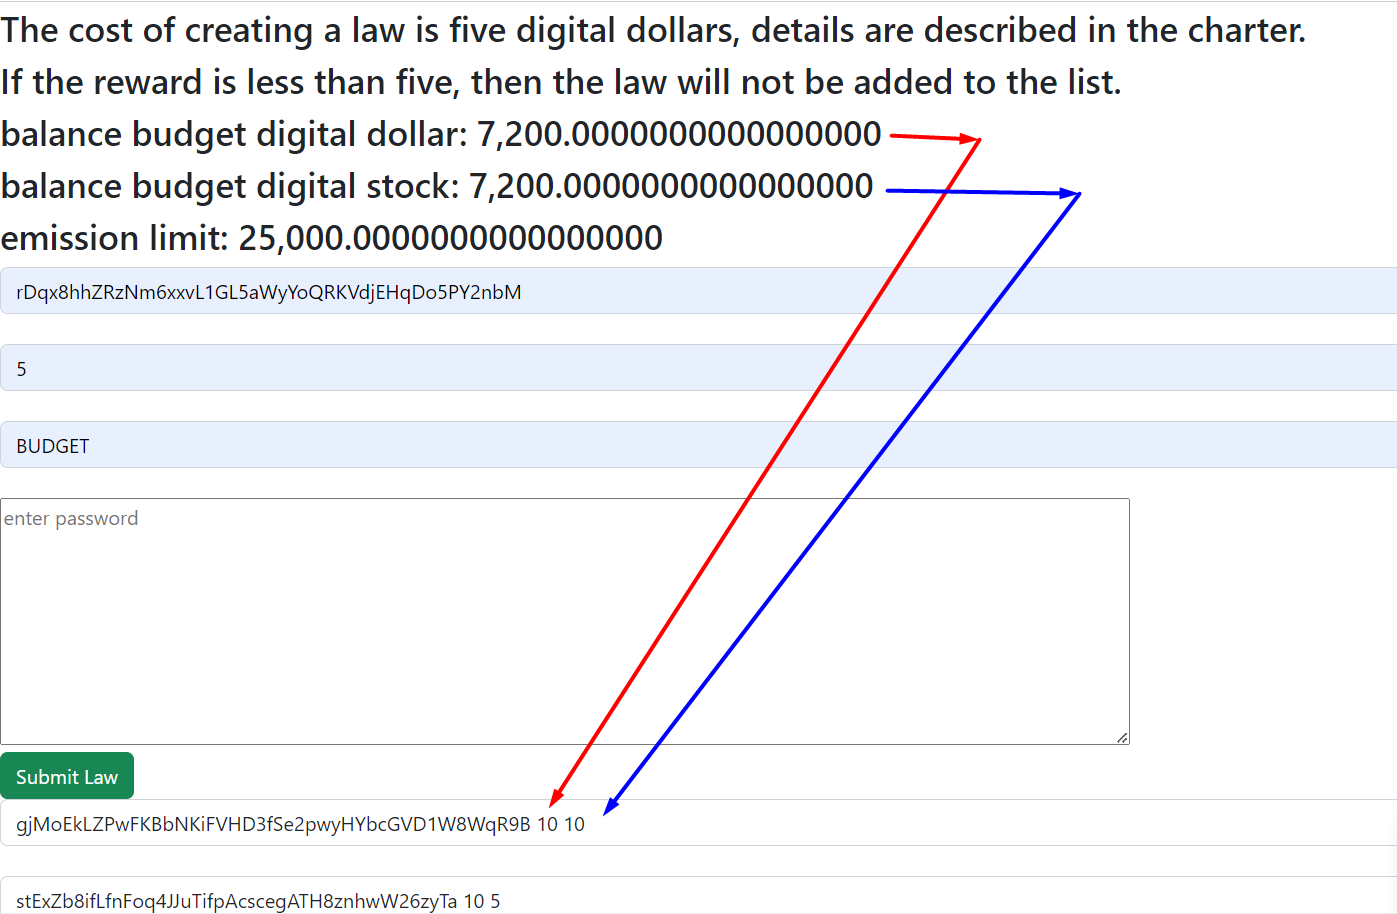 The cost of creating a law is five digital dollars, details are described in the charter.
If the reward is less than five, then the law will not be added to the list.
balance budget digital dollar: 7,200.0000000000000000
balance budget digital stock: 7,200.0000000000000000
emission limit: 25,000.0000000000000000
rDqx8hhZRzNm6xxvL1GL5aWyYoQRKVdjEHqDo5PY2nbM
5
BUDGET
enter password
Submit Law
gjMoEkLZPwFKBbNKiFVHD3fSe2pwyHYbcGVD1W8WqR9B 10 10
stExZb8ifLfnFoq4JJuTifpAcscegATH8znhwW26zyTa 10 5